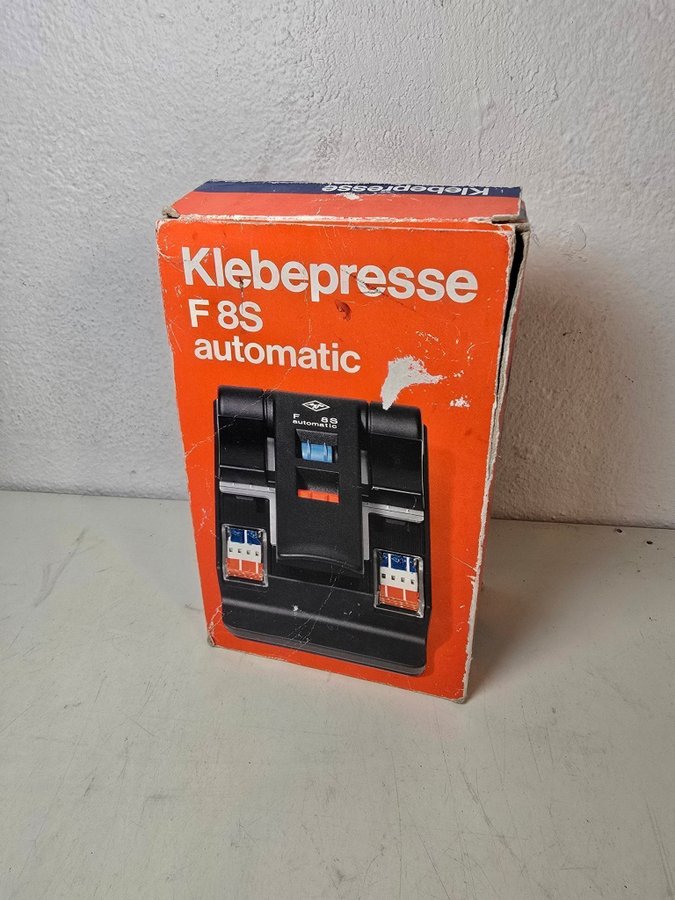 Klebepresse
Klebepresse
F 8S
automatic
F 8S
automatic